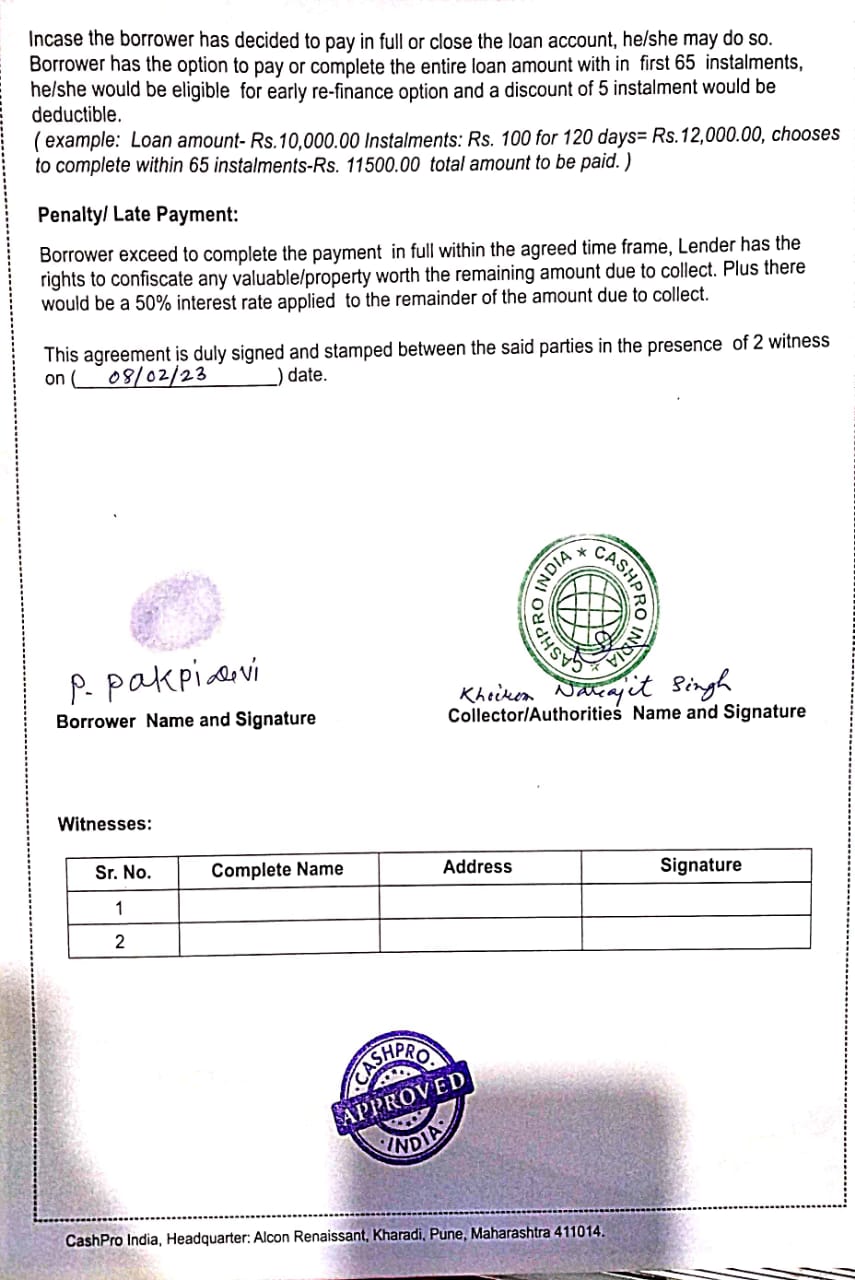 Incase the borrower has decided to pay in full or close the loan account, he/she may do so.
Borrower has the option to pay or complete the entire loan amount with in first 65 instalments,
he/she would be eligible for early re-finance option and a discount of 5 instalment would be
deductible.
( example: Loan amount- Rs.10,000.00 Instalments: Rs. 100 for 120 days= Rs.12,000.00, chooses
to complete within 65 instalments-Rs. 11500.00 total amount to be paid. )
Penalty/ Late Payment:
Borrower exceed to complete the payment in full within the agreed time frame, Lender has the
rights to confiscate any valuable/property worth the remaining amount due to collect. Plus there
would be a 50% interest rate applied to the remainder of the amount due to collect.
This agreement is duly signed and stamped between the said parties in the presence of 2 witness
on ( 08/02/23 ) date.
CASHPRO INDIA * CASHPRO INDIA *
P. Pakpi Devi
Singh
Borrower Name and Signature
Collector/Authorities Name and Signature
Witnesses:
Sr. No. Complete Name Address Signature
1
2
CASHPRO
APPROVED
INDIA
CashPro India, Headquarter: Alcon Renaissant, Kharadi, Pune, Maharashtra 411014.